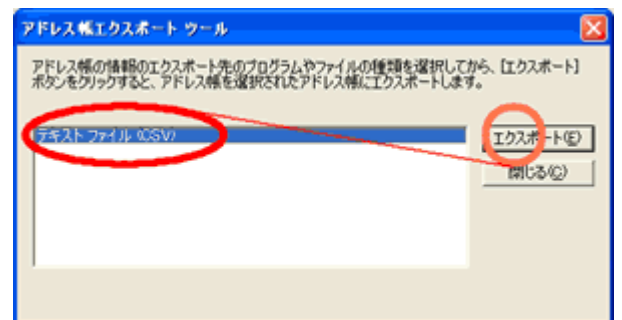 アドレス帳エクスポート ツール
アドレス帳の情報のエクスポート先のプログラムやファイルの種類を選択してから、[エクスポート]
ボタンをクリックすると、アドレス帳を選択されたアドレス帳にエクスポートします。
テキスト ファイル (CSV)
エクスポート(E)
閉じる(C)